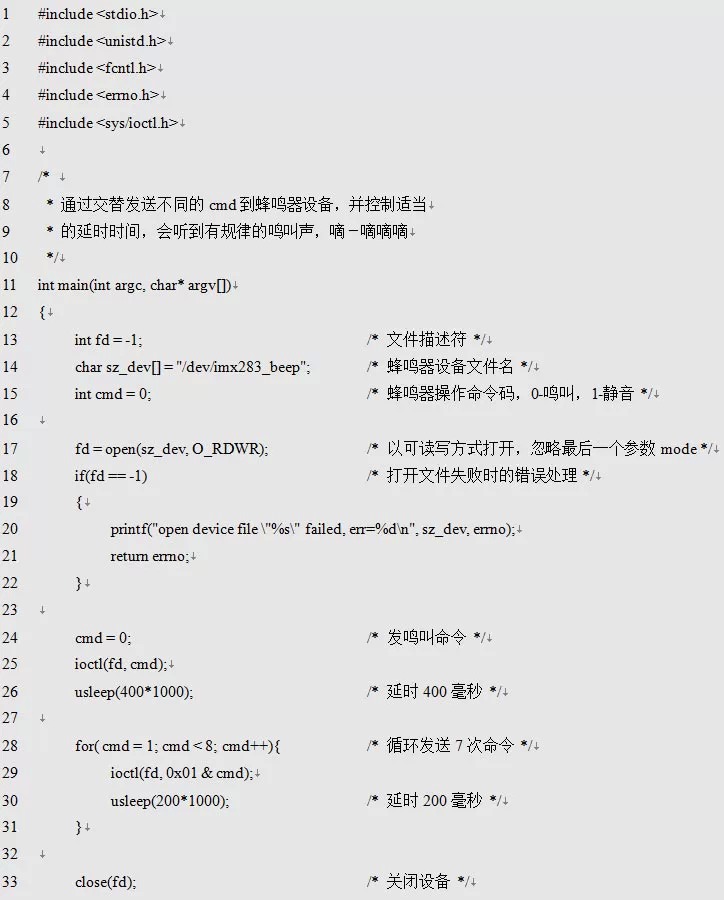 1 #include <stdio.h>↓
2 #include <unistd.h>↓
3 #include <fcntl.h>↓
4 #include <errno.h>↓
5 #include <sys/ioctl.h>↓
6 ↓
7 /* ↓
8 * 通过交替发送不同的 cmd 到蜂鸣器设备，并控制适当↓
9 * 的延时时间，会听到有规律的鸣叫声，嘀－嘀嘀嘀↓
10 */↓
11 int main(int argc, char* argv[])↓
12 {↓
13 int fd = -1; /* 文件描述符 */↓
14 char sz_dev[] = "/dev/imx283_beep"; /* 蜂鸣器设备文件名 */↓
15 int cmd = 0; /* 蜂鸣器操作命令码，0-鸣叫，1-静音 */↓
16 ↓
17 fd = open(sz_dev, O_RDWR); /* 以可读写方式打开，忽略最后一个参数 mode */↓
18 if(fd == -1) /* 打开文件失败时的错误处理 */↓
19 {↓
20 printf("open device file \"%s\" failed, err=%d\n", sz_dev, errno);↓
21 return errno;↓
22 }↓
23 ↓
24 cmd = 0; /* 发鸣叫命令 */↓
25 ioctl(fd, cmd);↓
26 usleep(400*1000); /* 延时 400 毫秒 */↓
27 ↓
28 for( cmd = 1; cmd < 8; cmd++){ /* 循环发送 7 次命令 */↓
29 ioctl(fd, 0x01 & cmd);↓
30 usleep(200*1000); /* 延时 200 毫秒 */↓
31 }↓
32 ↓
33 close(fd); /* 关闭设备 */↓